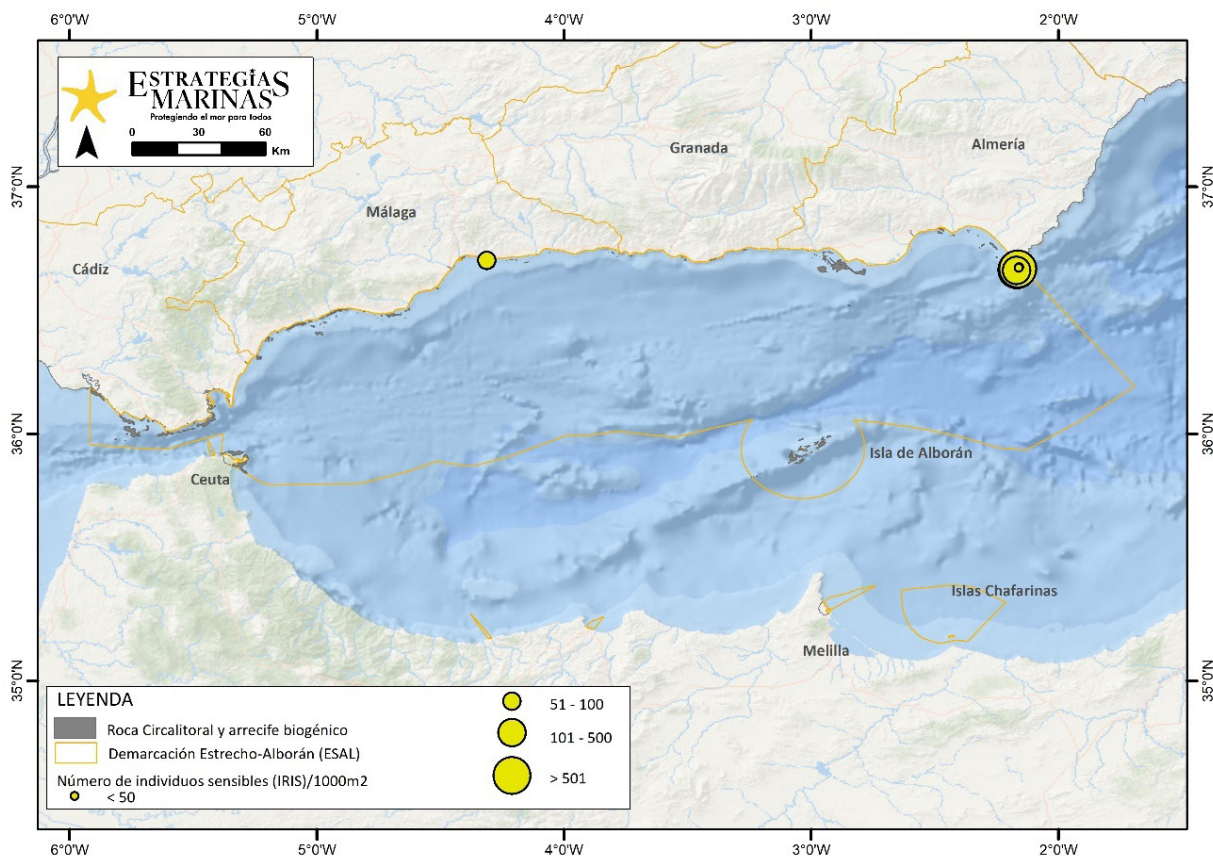 6°0'W
5°0'W
4°0'W
3°0'W
2°0'W
ESTRATEGIAS
MARINAS
Protegiendo el mar para todos
0 30 60
Km
37°0'N
37°0'N
Granada
Almería
Málaga
Cádiz
36°0'N
36°0'N
Isla de Alborán
Ceuta
Islas Chafarinas
Melilla
35°0'N
35°0'N
LEYENDA
Roca Circalitoral y arrecife biogénico
Demarcación Estrecho-Alborán (ESAL)
Número de individuos sensibles (IRIS)/1000m2
< 50
51 - 100
101 - 500
> 501
6°0'W
5°0'W
4°0'W
3°0'W
2°0'W